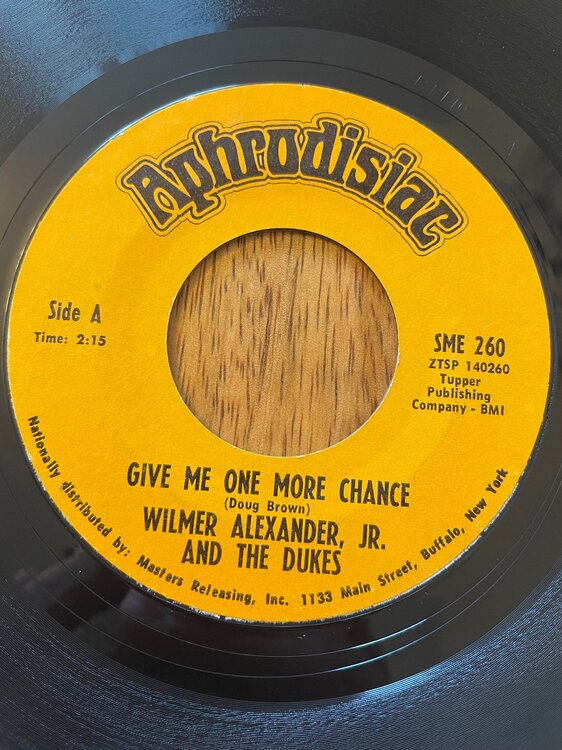 Aphrodisiac
Side A
Time: 2:15
SME 260
ZTSP 140260
Tupper
Publishing
Company - BMI
GIVE ME ONE MORE CHANCE
(Doug Brown)
WILMER ALEXANDER, JR.
AND THE DUKES
Nationally distributed by: Masters Releasing, Inc. 1133 Main Street, Buffalo, New York